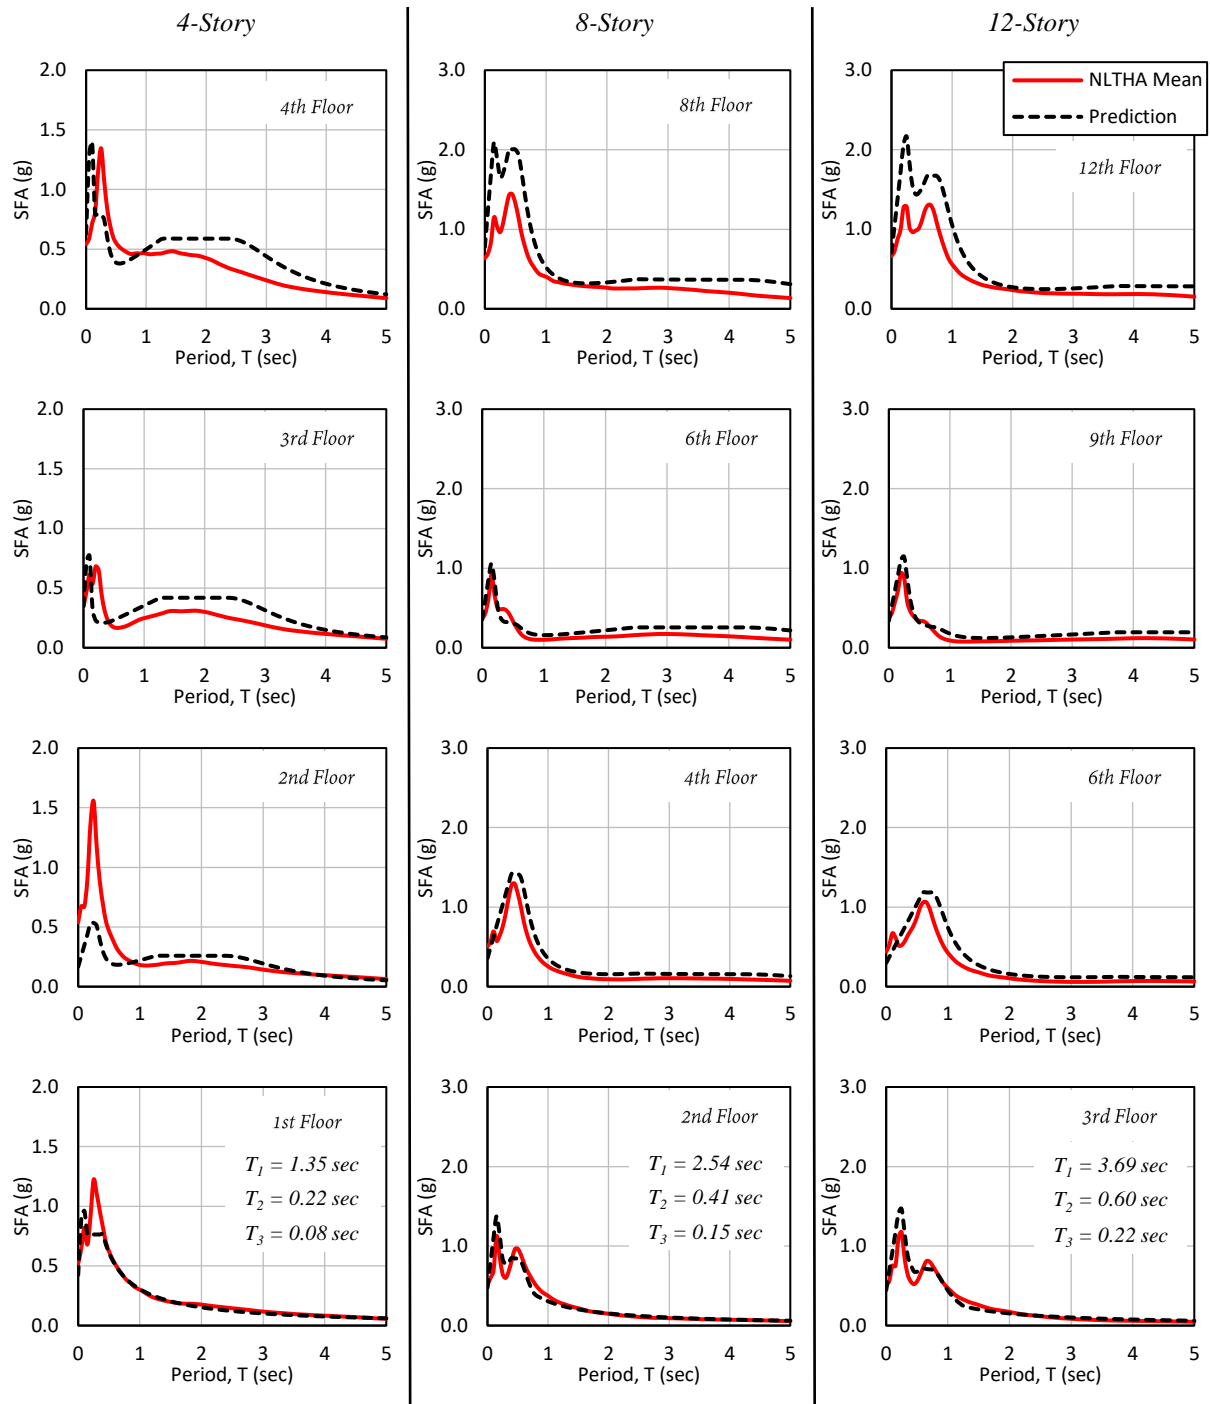 4-Story
8-Story
12-Story
2.0
1.5
1.0
0.5
0.0
SFA (g)
4th Floor
0 1 2 3 4 5
Period, T (sec)
3.0
2.0
1.0
0.0
SFA (g)
8th Floor
0 1 2 3 4 5
Period, T (sec)
3.0
2.0
1.0
0.0
SFA (g)
NLTHA Mean
Prediction
12th Floor
0 1 2 3 4 5
Period, T (sec)
2.0
1.5
1.0
0.5
0.0
SFA (g)
3rd Floor
0 1 2 3 4 5
Period, T (sec)
3.0
2.0
1.0
0.0
SFA (g)
6th Floor
0 1 2 3 4 5
Period, T (sec)
3.0
2.0
1.0
0.0
SFA (g)
9th Floor
0 1 2 3 4 5
Period, T (sec)
2.0
1.5
1.0
0.5
0.0
SFA (g)
2nd Floor
0 1 2 3 4 5
Period, T (sec)
3.0
2.0
1.0
0.0
SFA (g)
4th Floor
0 1 2 3 4 5
Period, T (sec)
3.0
2.0
1.0
0.0
SFA (g)
6th Floor
0 1 2 3 4 5
Period, T (sec)
2.0
1.5
1.0
0.5
0.0
SFA (g)
1st Floor
T1 = 1.35 sec
T2 = 0.22 sec
T3 = 0.08 sec
0 1 2 3 4 5
Period, T (sec)
3.0
2.0
1.0
0.0
SFA (g)
2nd Floor
T1 = 2.54 sec
T2 = 0.41 sec
T3 = 0.15 sec
0 1 2 3 4 5
Period, T (sec)
3.0
2.0
1.0
0.0
SFA (g)
3rd Floor
T1 = 3.69 sec
T2 = 0.60 sec
T3 = 0.22 sec
0 1 2 3 4 5
Period, T (sec)